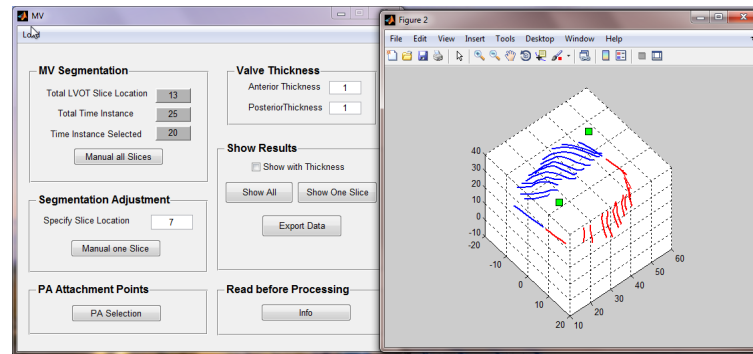 MV
Load
MV Segmentation
Total LVOT Slice Location 13
Total Time Instance 25
Time Instance Selected 20
Manual all Slices
Segmentation Adjustment
Specify Slice Location 7
Manual one Slice
PA Attachment Points
PA Selection
Valve Thickness
Anterior Thickness 1
PosteriorThickness 1
Show Results
Show with Thickness
Show All Show One Slice
Export Data
Read before Processing
Info
Figure 2
File Edit View Insert Tools Desktop Window Help
40
30
20
10
0
-10
-20
-10
0
10
20
10
20
30
40
50
60